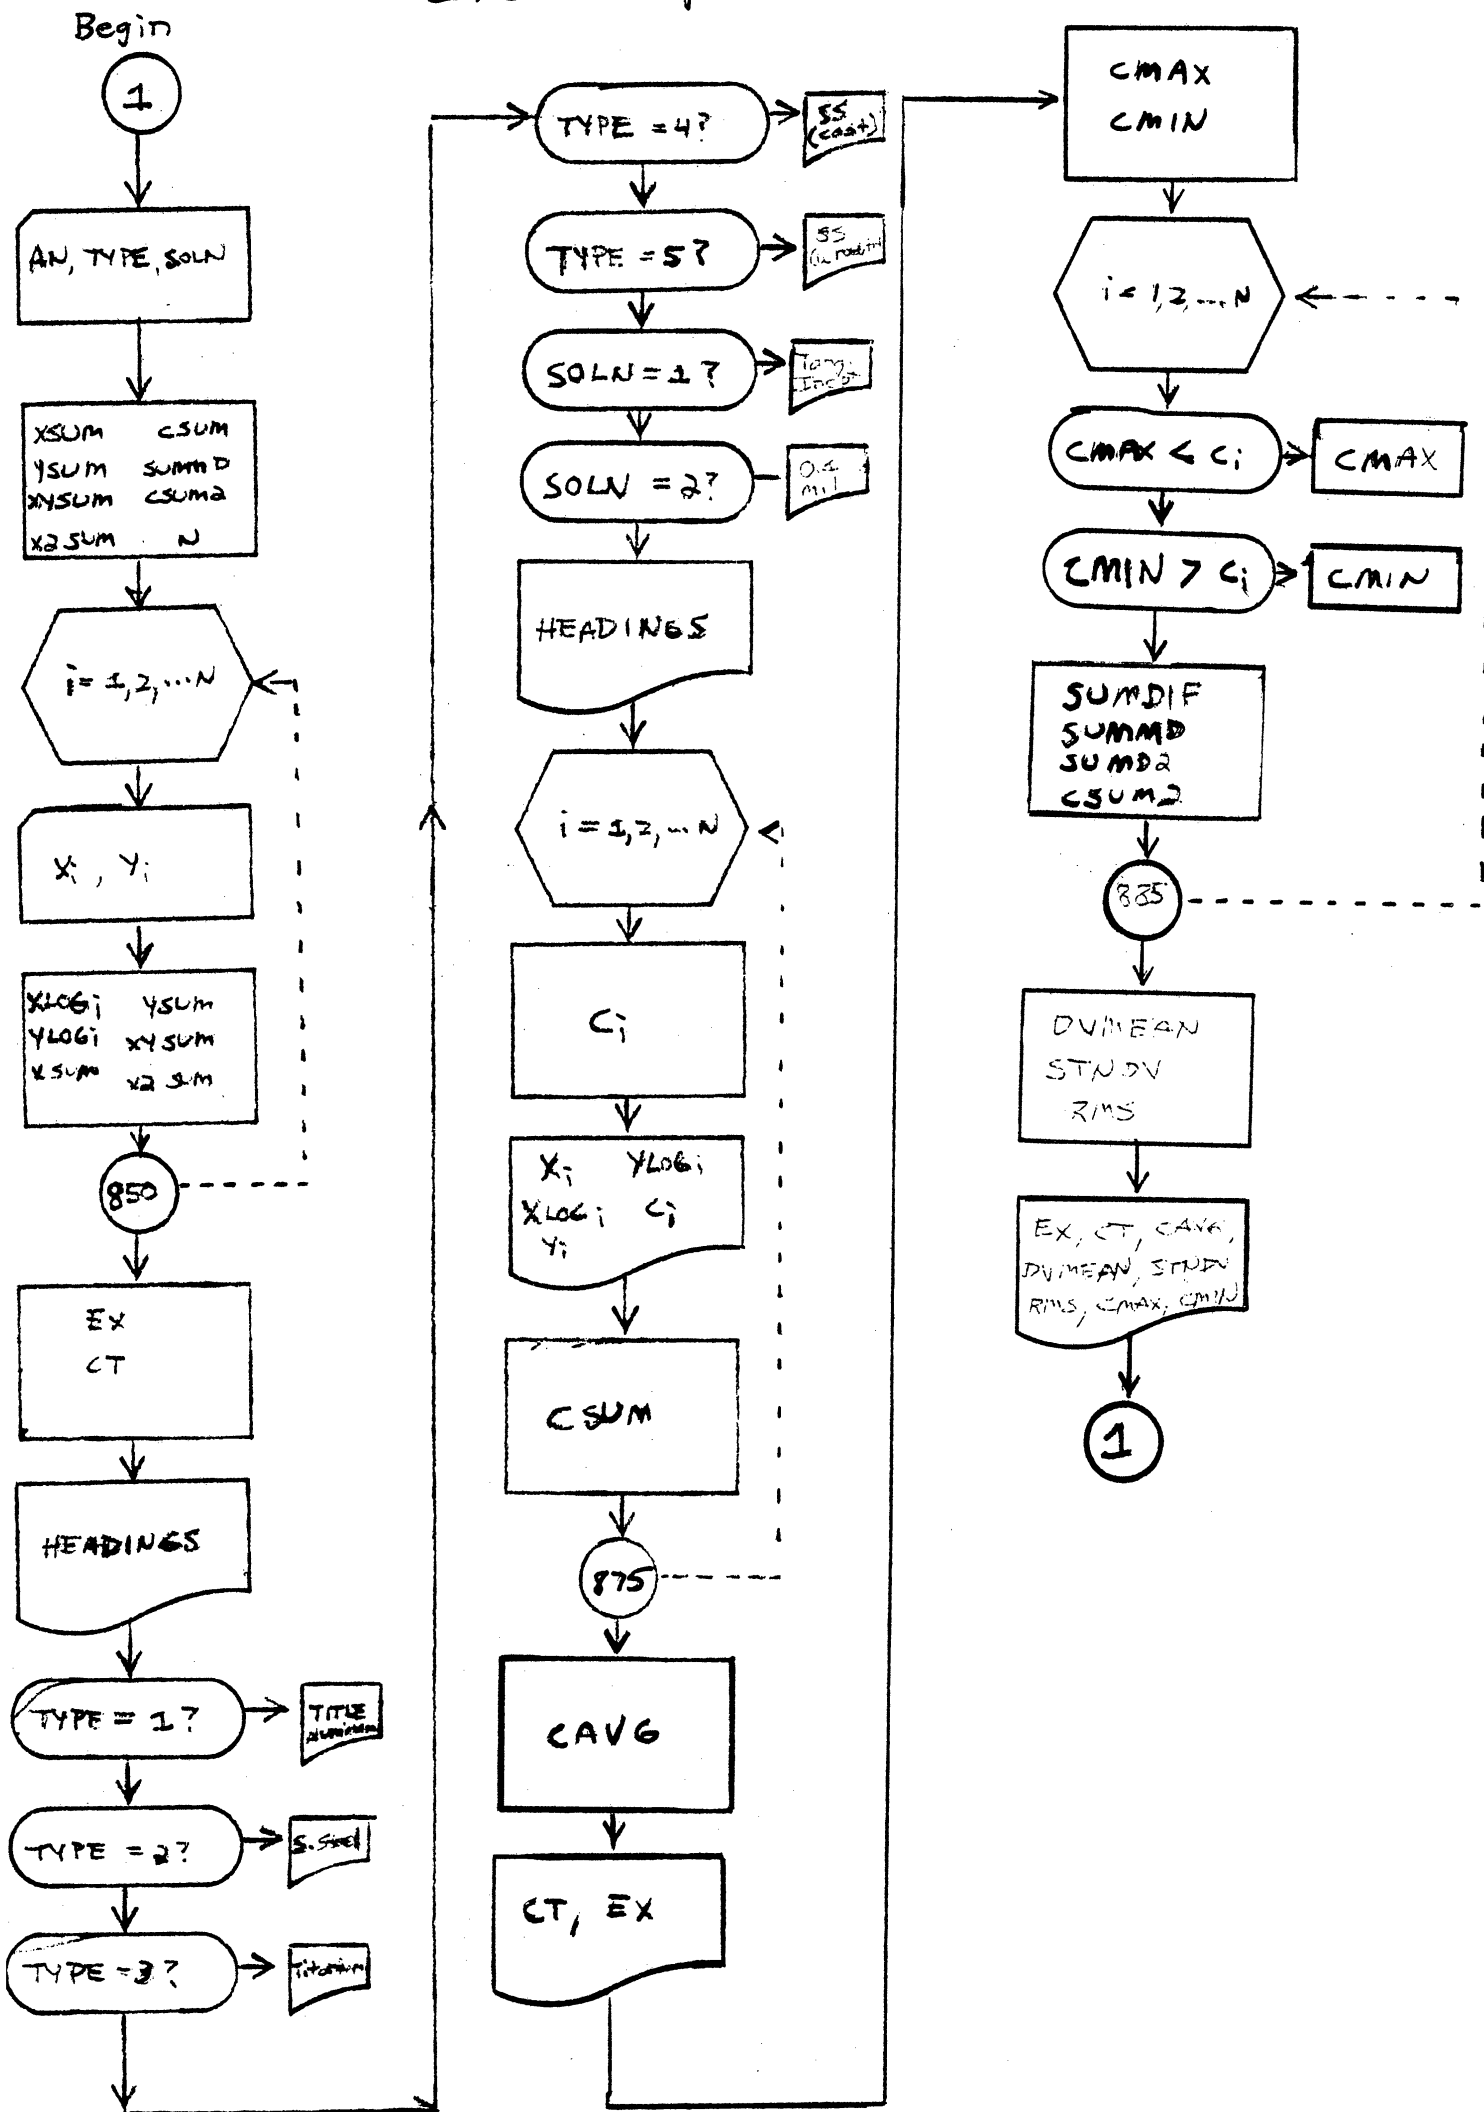 Begin
1
AN, TYPE, SOLN
XSUM CSUM
YSUM SUMMD
XYSUM CSUM2
X2SUM N
i = 1, 2, ... N
Xi, Yi
XLOGi YSUM
YLOGi XYSUM
XSUM X2SUM
850
EX
CT
HEADINGS
TYPE = 1?
TITLE
Aluminum
TYPE = 2?
S. Steel
TYPE = 3?
Titanium
TYPE = 4?
SS
(cast)
TYPE = 5?
SS
SOLN = 1?
Tang.
SOLN = 2?
0.1
mil
HEADINGS
i = 1, 2, ... N
Ci
Xi YLOGi
XLOGi Ci
Yi
CSUM
875
CAVG
CT, EX
CMAX
CMIN
i = 1, 2, ... N
CMAX < Ci
CMAX
CMIN > Ci
CMIN
SUMDIF
SUMMD
SUMD2
CSUM2
885
DVMEAN
STNDV
RMS
EX, CT, CAVG,
DVMEAN, STNDV
RMS, CMAX, CMIN
1